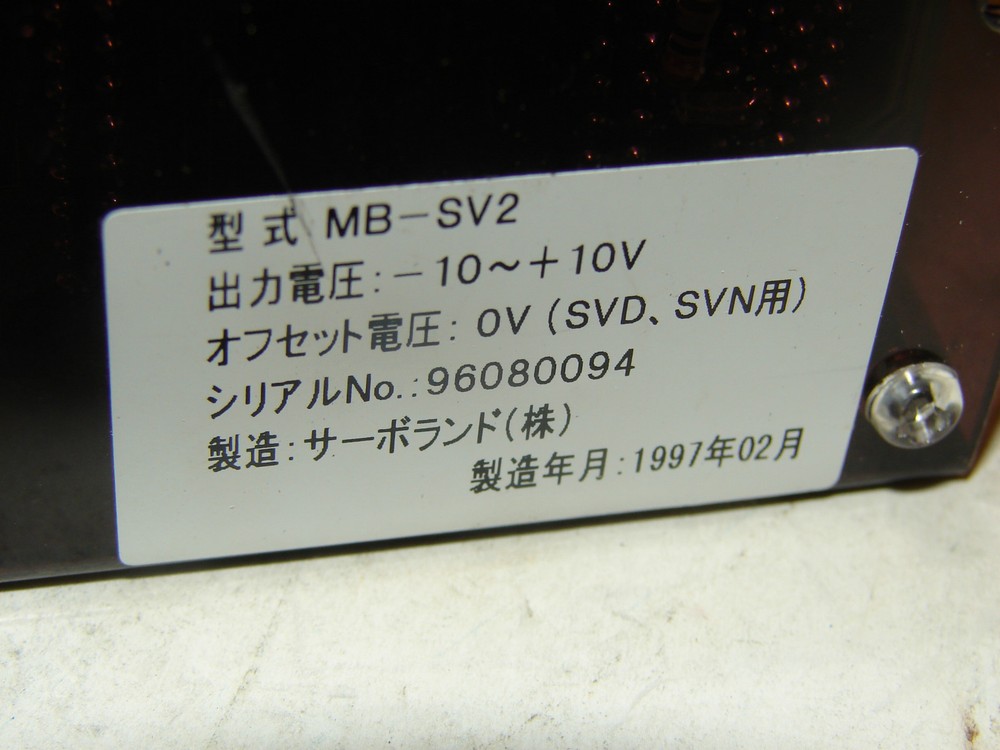 型式 MB-SV2
出力電圧:-10~+10V
オフセット電圧: 0V (SVD、SVN用)
シリアルNo.:96080094
製造:サーボランド(株)
製造年月:1997年02月